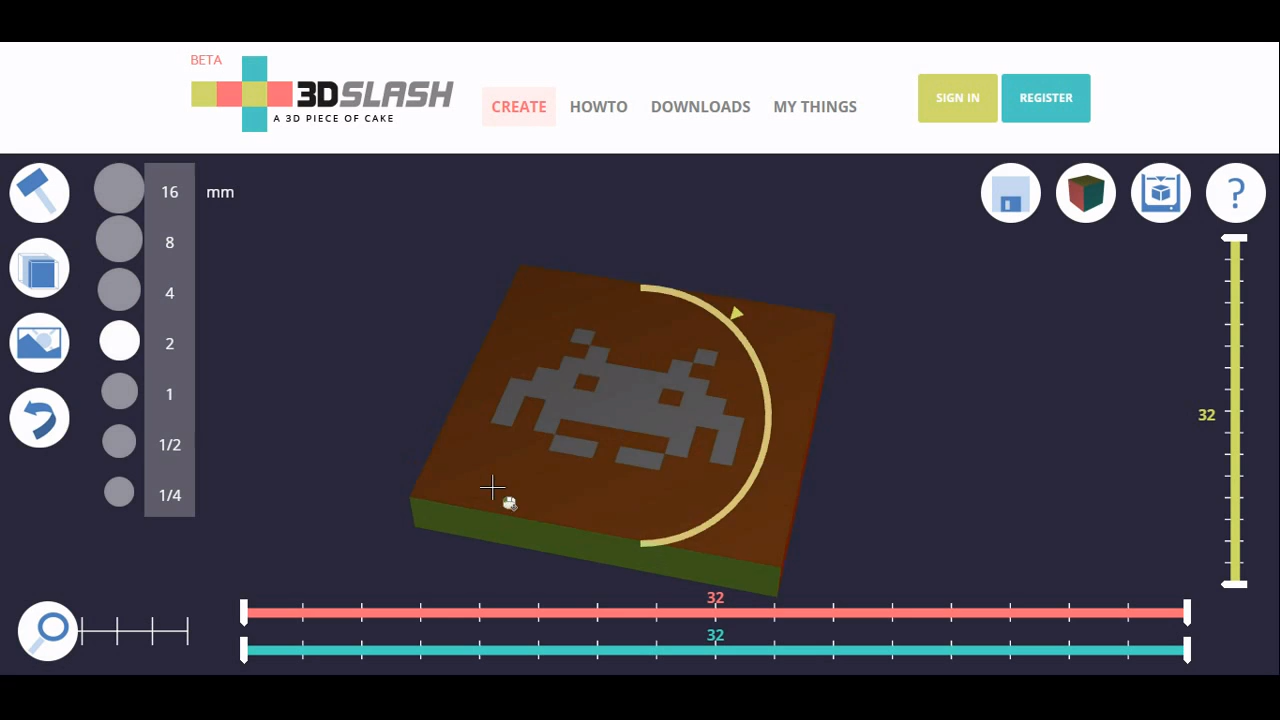 BETA
3DSLASH
A 3D PIECE OF CAKE
CREATE
HOWTO
DOWNLOADS
MY THINGS
SIGN IN
REGISTER
16 mm
8
4
2
1
1/2
1/4
?
32
32
32